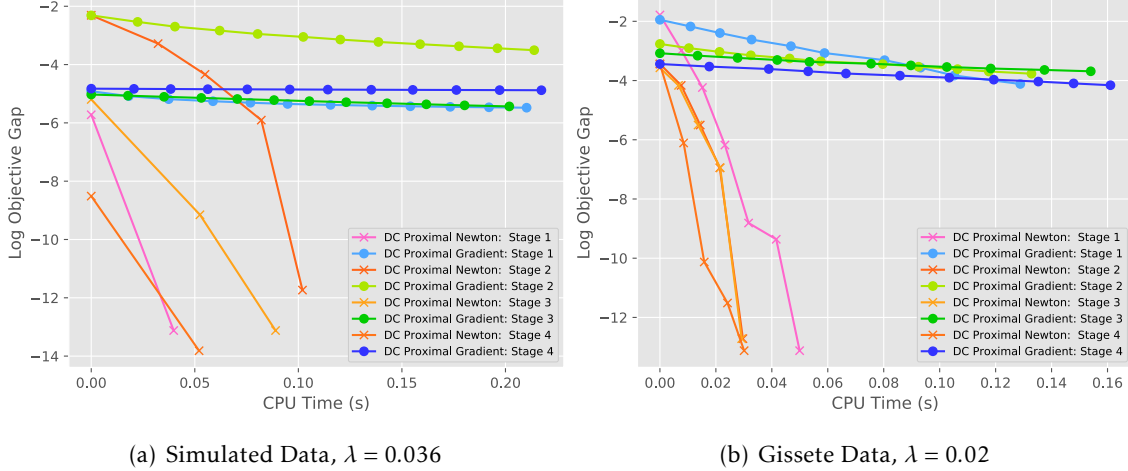 −2
−4
−6
−8
−10
−12
−14
Log Objective Gap
0.00 0.05 0.10 0.15 0.20
CPU Time (s)
DC Proximal Newton: Stage 1
DC Proximal Gradient: Stage 1
DC Proximal Newton: Stage 2
DC Proximal Gradient: Stage 2
DC Proximal Newton: Stage 3
DC Proximal Gradient: Stage 3
DC Proximal Newton: Stage 4
DC Proximal Gradient: Stage 4
(a) Simulated Data, λ = 0.036
−2
−4
−6
−8
−10
−12
Log Objective Gap
0.00 0.02 0.04 0.06 0.08 0.10 0.12 0.14 0.16
CPU Time (s)
DC Proximal Newton: Stage 1
DC Proximal Gradient: Stage 1
DC Proximal Newton: Stage 2
DC Proximal Gradient: Stage 2
DC Proximal Newton: Stage 3
DC Proximal Gradient: Stage 3
DC Proximal Newton: Stage 4
DC Proximal Gradient: Stage 4
(b) Gissete Data, λ = 0.02